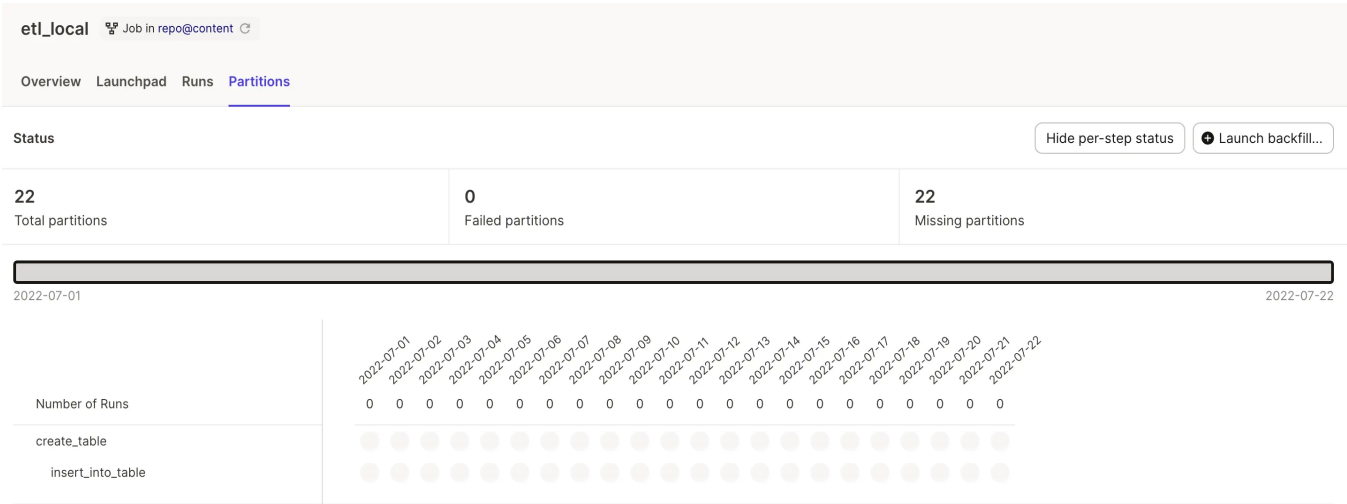 etl_local Job in repo@content
Overview Launchpad Runs Partitions
Status Hide per-step status Launch backfill...
22 0 22
Total partitions Failed partitions Missing partitions
2022-07-01 2022-07-22
2022-07-01 2022-07-02 2022-07-03 2022-07-04 2022-07-05 2022-07-06 2022-07-07 2022-07-08 2022-07-09 2022-07-10 2022-07-11 2022-07-12 2022-07-13 2022-07-14 2022-07-15 2022-07-16 2022-07-17 2022-07-18 2022-07-19 2022-07-20 2022-07-21 2022-07-22
Number of Runs 0 0 0 0 0 0 0 0 0 0 0 0 0 0 0 0 0 0 0 0 0 0
create_table
insert_into_table